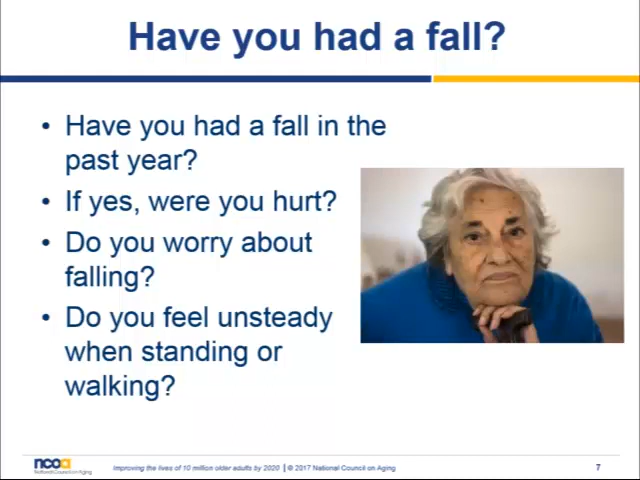 Have you had a fall?
• Have you had a fall in the
past year?
• If yes, were you hurt?
• Do you worry about
falling?
• Do you feel unsteady
when standing or
walking?
ncoa
National Council on Aging
Improving the lives of 10 million older adults by 2020 | © 2017 National Council on Aging
7